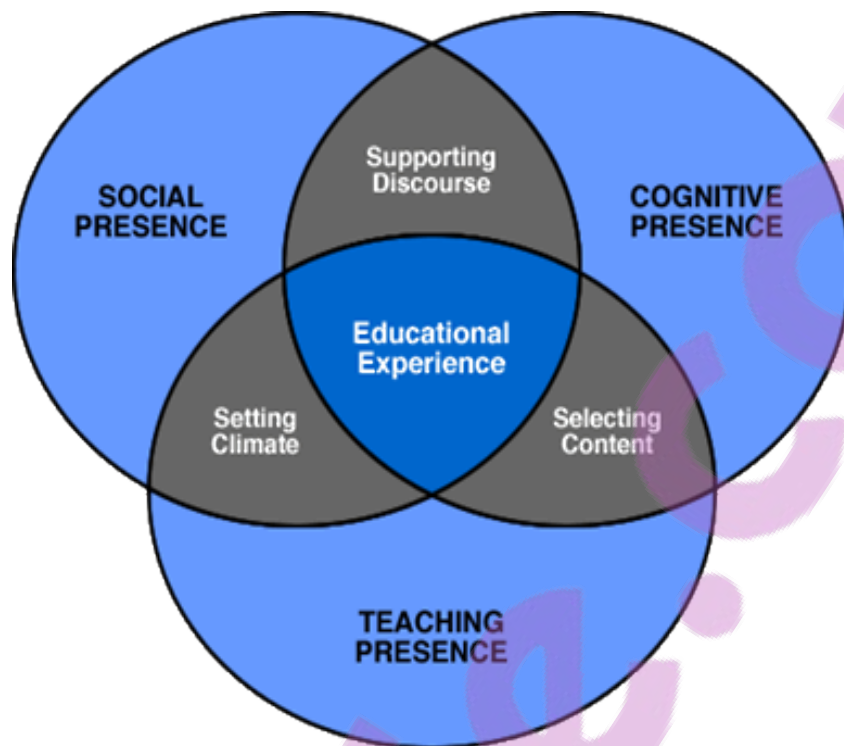 Supporting
Discourse
SOCIAL
PRESENCE
COGNITIVE
PRESENCE
Educational
Experience
Setting
Climate
Selecting
Content
TEACHING
PRESENCE